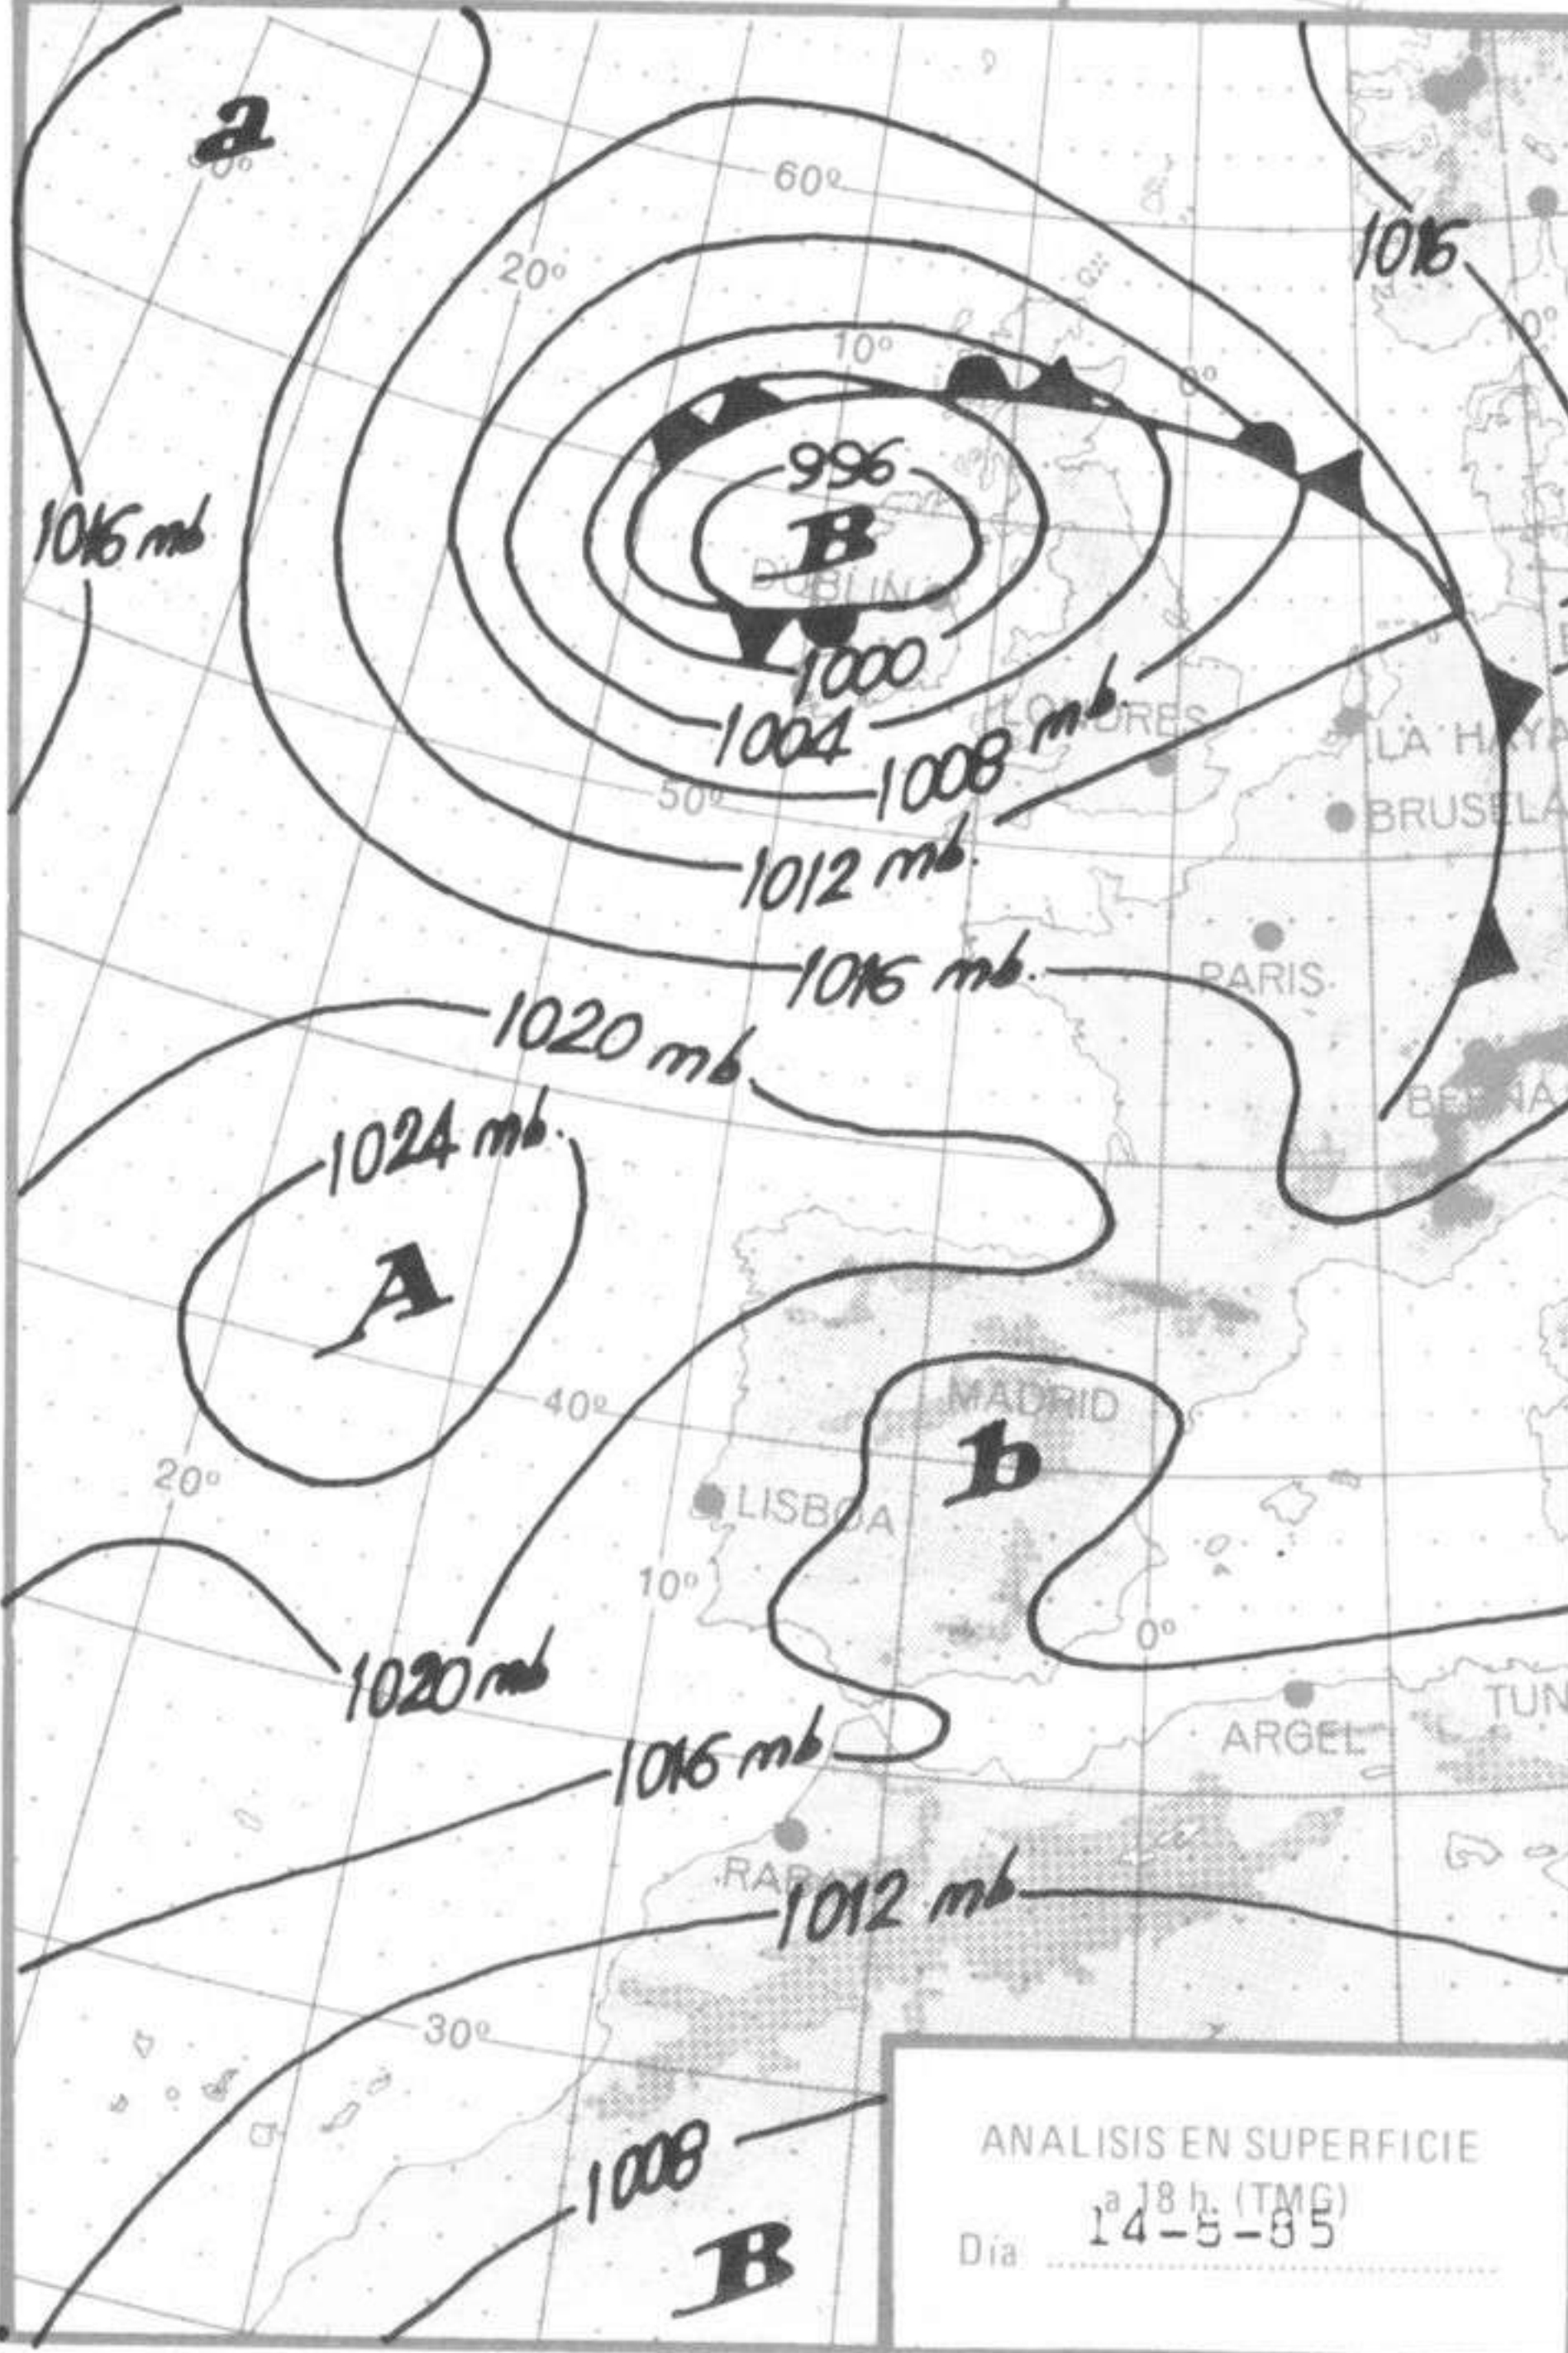 a
60º
1016
20º
10º
10º
0º
996
B
1016 mb
DUBLIN
1000
1004
LONDRES
1008 mb.
LA HAYA
50º
BRUSELA
1012 mb.
1016 mb.
PARIS
1020 mb
BERNA
1024 mb.
A
40º
MADRID
b
20º
LISBOA
10º
0º
1020 mb
TUN
ARGEL
1016 mb
1012 mb
30º
1008
B
ANALISIS EN SUPERFICIE
a 18 h. (TMG)
Día 14-5-85